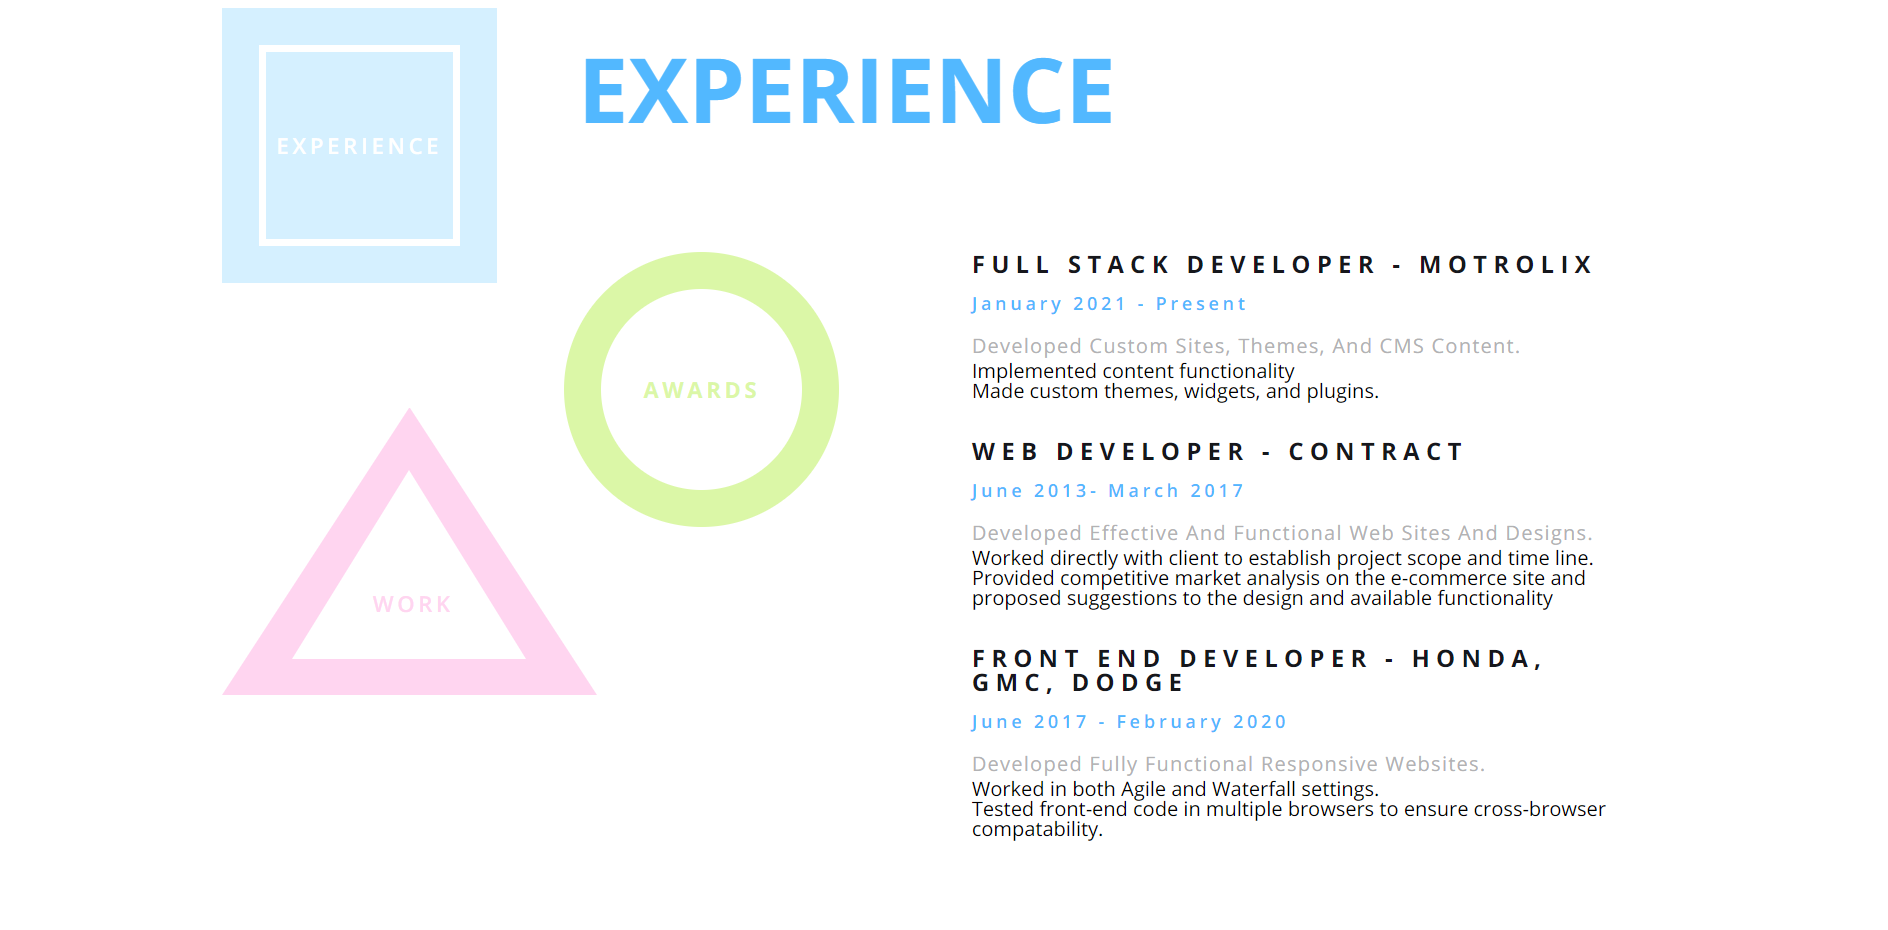 EXPERIENCE
EXPERIENCE
AWARDS
WORK
FULL STACK DEVELOPER - MOTROLIX
January 2021 - Present
Developed Custom Sites, Themes, And CMS Content.
Implemented content functionality
Made custom themes, widgets, and plugins.
WEB DEVELOPER - CONTRACT
June 2013- March 2017
Developed Effective And Functional Web Sites And Designs.
Worked directly with client to establish project scope and time line.
Provided competitive market analysis on the e-commerce site and
proposed suggestions to the design and available functionality
FRONT END DEVELOPER - HONDA,
GMC, DODGE
June 2017 - February 2020
Developed Fully Functional Responsive Websites.
Worked in both Agile and Waterfall settings.
Tested front-end code in multiple browsers to ensure cross-browser
compatability.